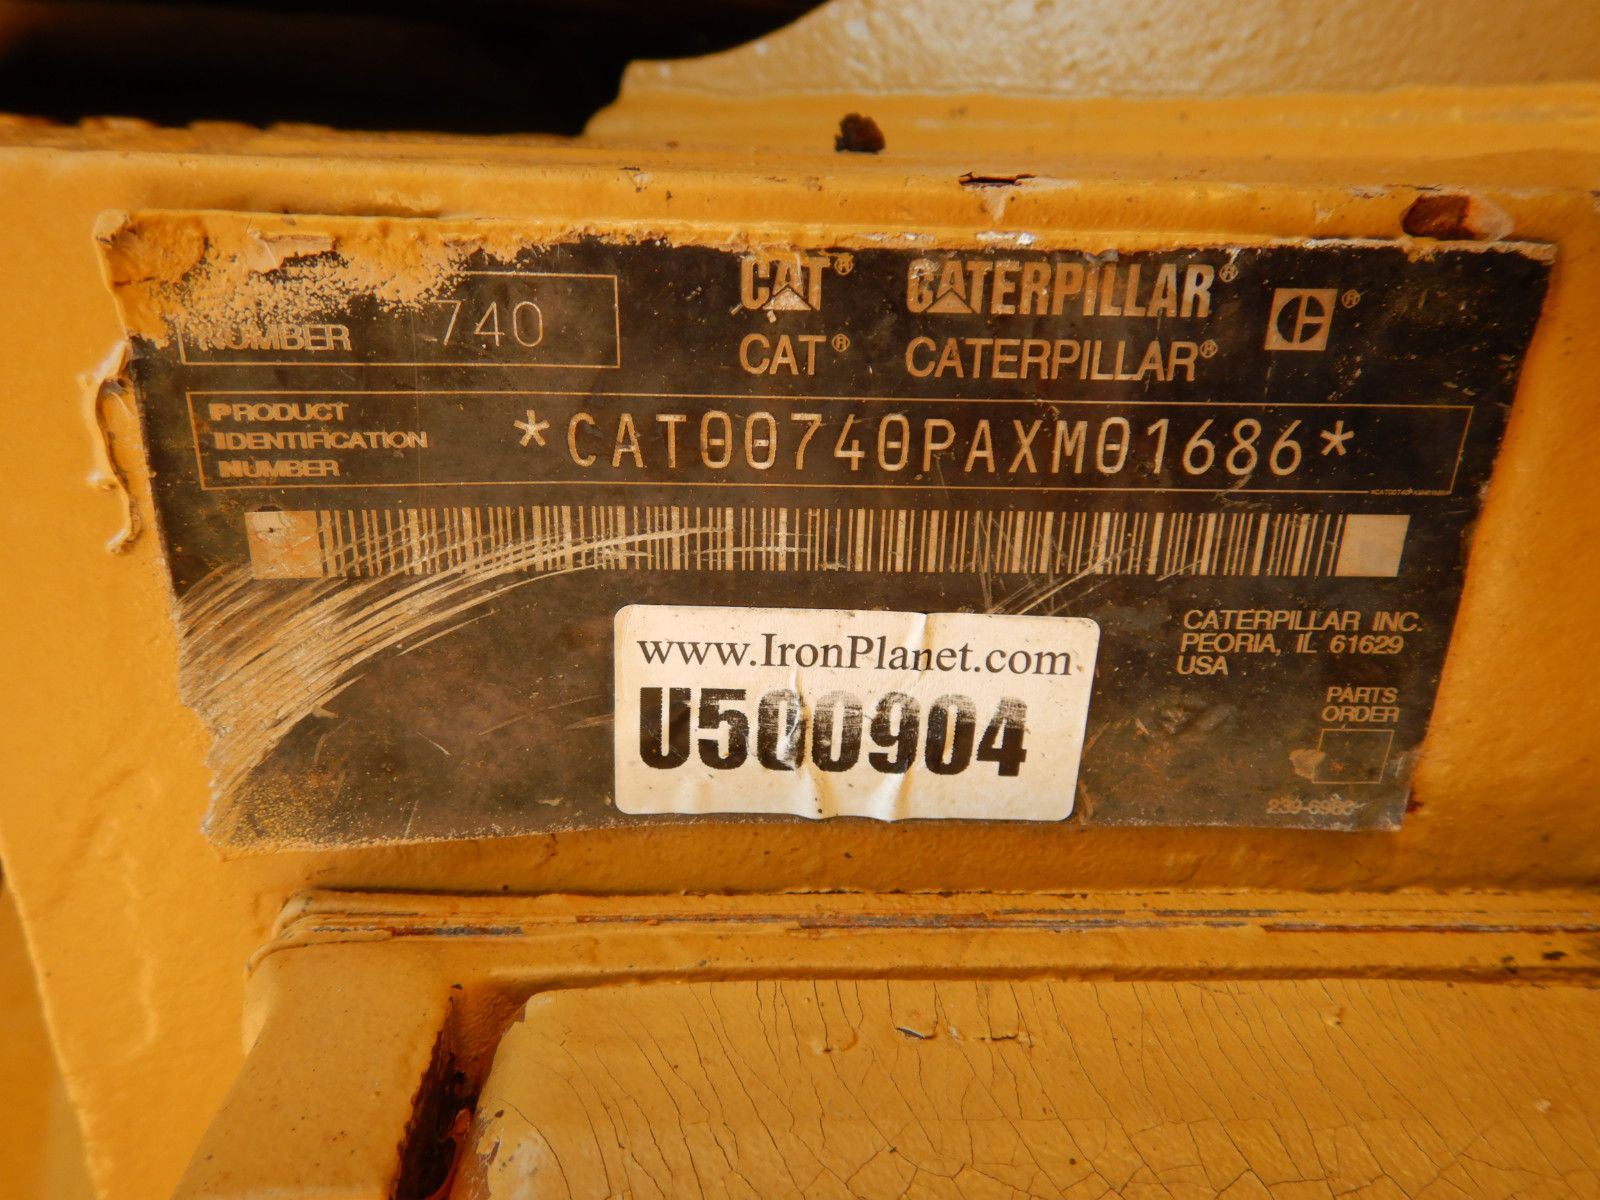 NUMBER 740
CAT® CATERPILLAR® C®
CAT® CATERPILLAR®
PRODUCT
IDENTIFICATION
NUMBER
*CAT00740PAXM01686*
CATERPILLAR INC.
PEORIA, IL 61629
USA
PARTS
ORDER
www.IronPlanet.com
U500904